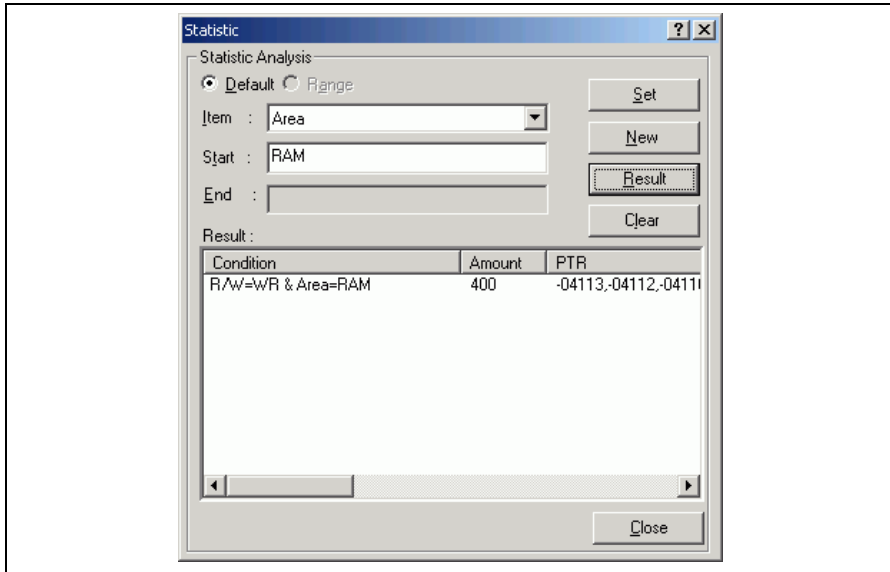 Statistic
Statistic Analysis
Default Range
Set
Item : Area
New
Start : RAM
Result
End :
Clear
Result :
Condition Amount PTR
R/W=WR & Area=RAM 400 -04113,-04112,-04110
Close